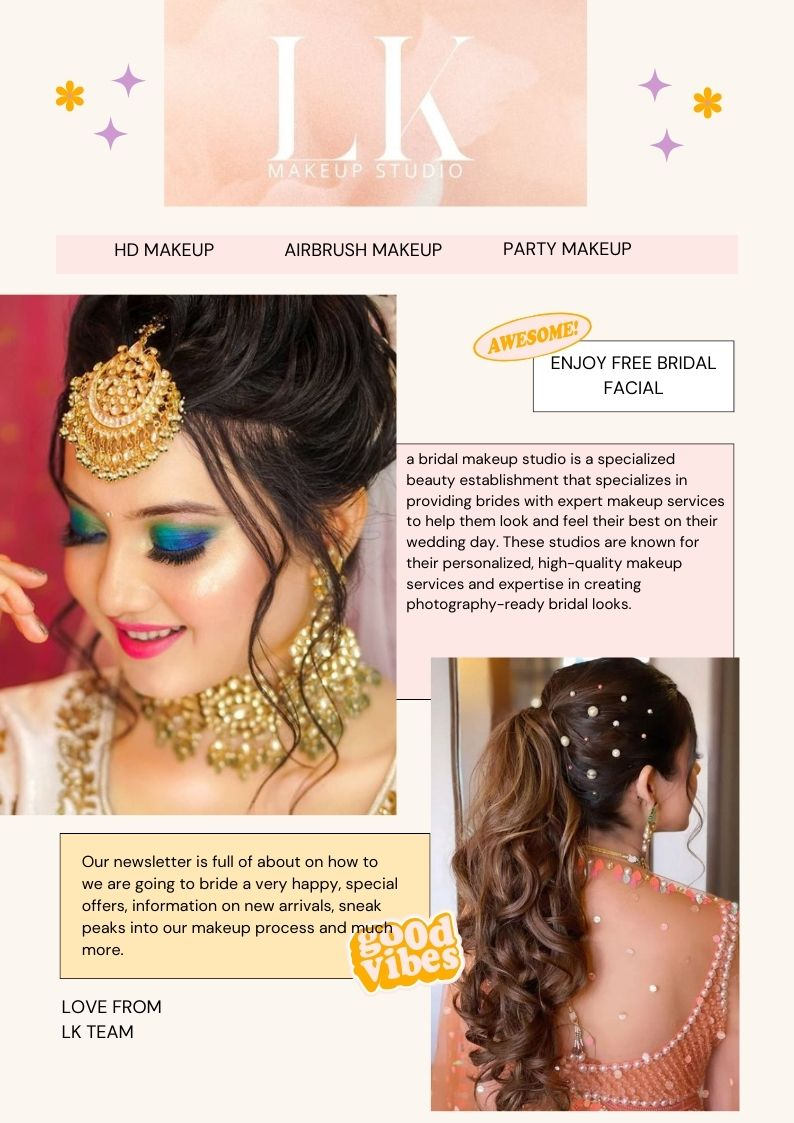 LK
MAKEUP STUDIO
HD MAKEUP AIRBRUSH MAKEUP PARTY MAKEUP
AWESOME!
ENJOY FREE BRIDAL
FACIAL
a bridal makeup studio is a specialized
beauty establishment that specializes in
providing brides with expert makeup services
to help them look and feel their best on their
wedding day. These studios are known for
their personalized, high-quality makeup
services and expertise in creating
photography-ready bridal looks.
Our newsletter is full of about on how to
we are going to bride a very happy, special
offers, information on new arrivals, sneak
peaks into our makeup process and much
more.
good
vibes
LOVE FROM
LK TEAM